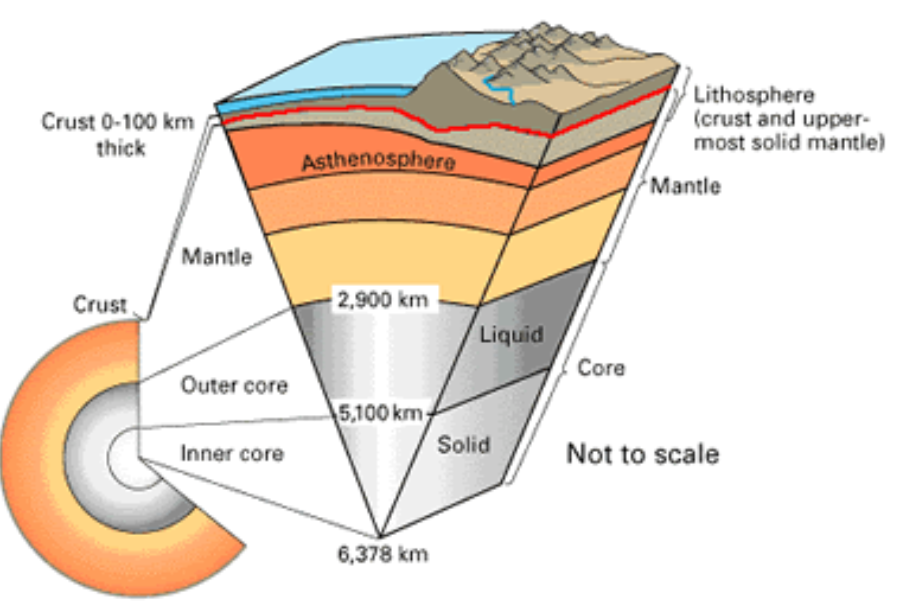 Crust 0-100 km
thick
Lithosphere
(crust and upper-
most solid mantle)
Asthenosphere
Mantle
Mantle
Crust
2,900 km
Liquid
Outer core
Core
5,100 km
Inner core
Solid
Not to scale
6,378 km